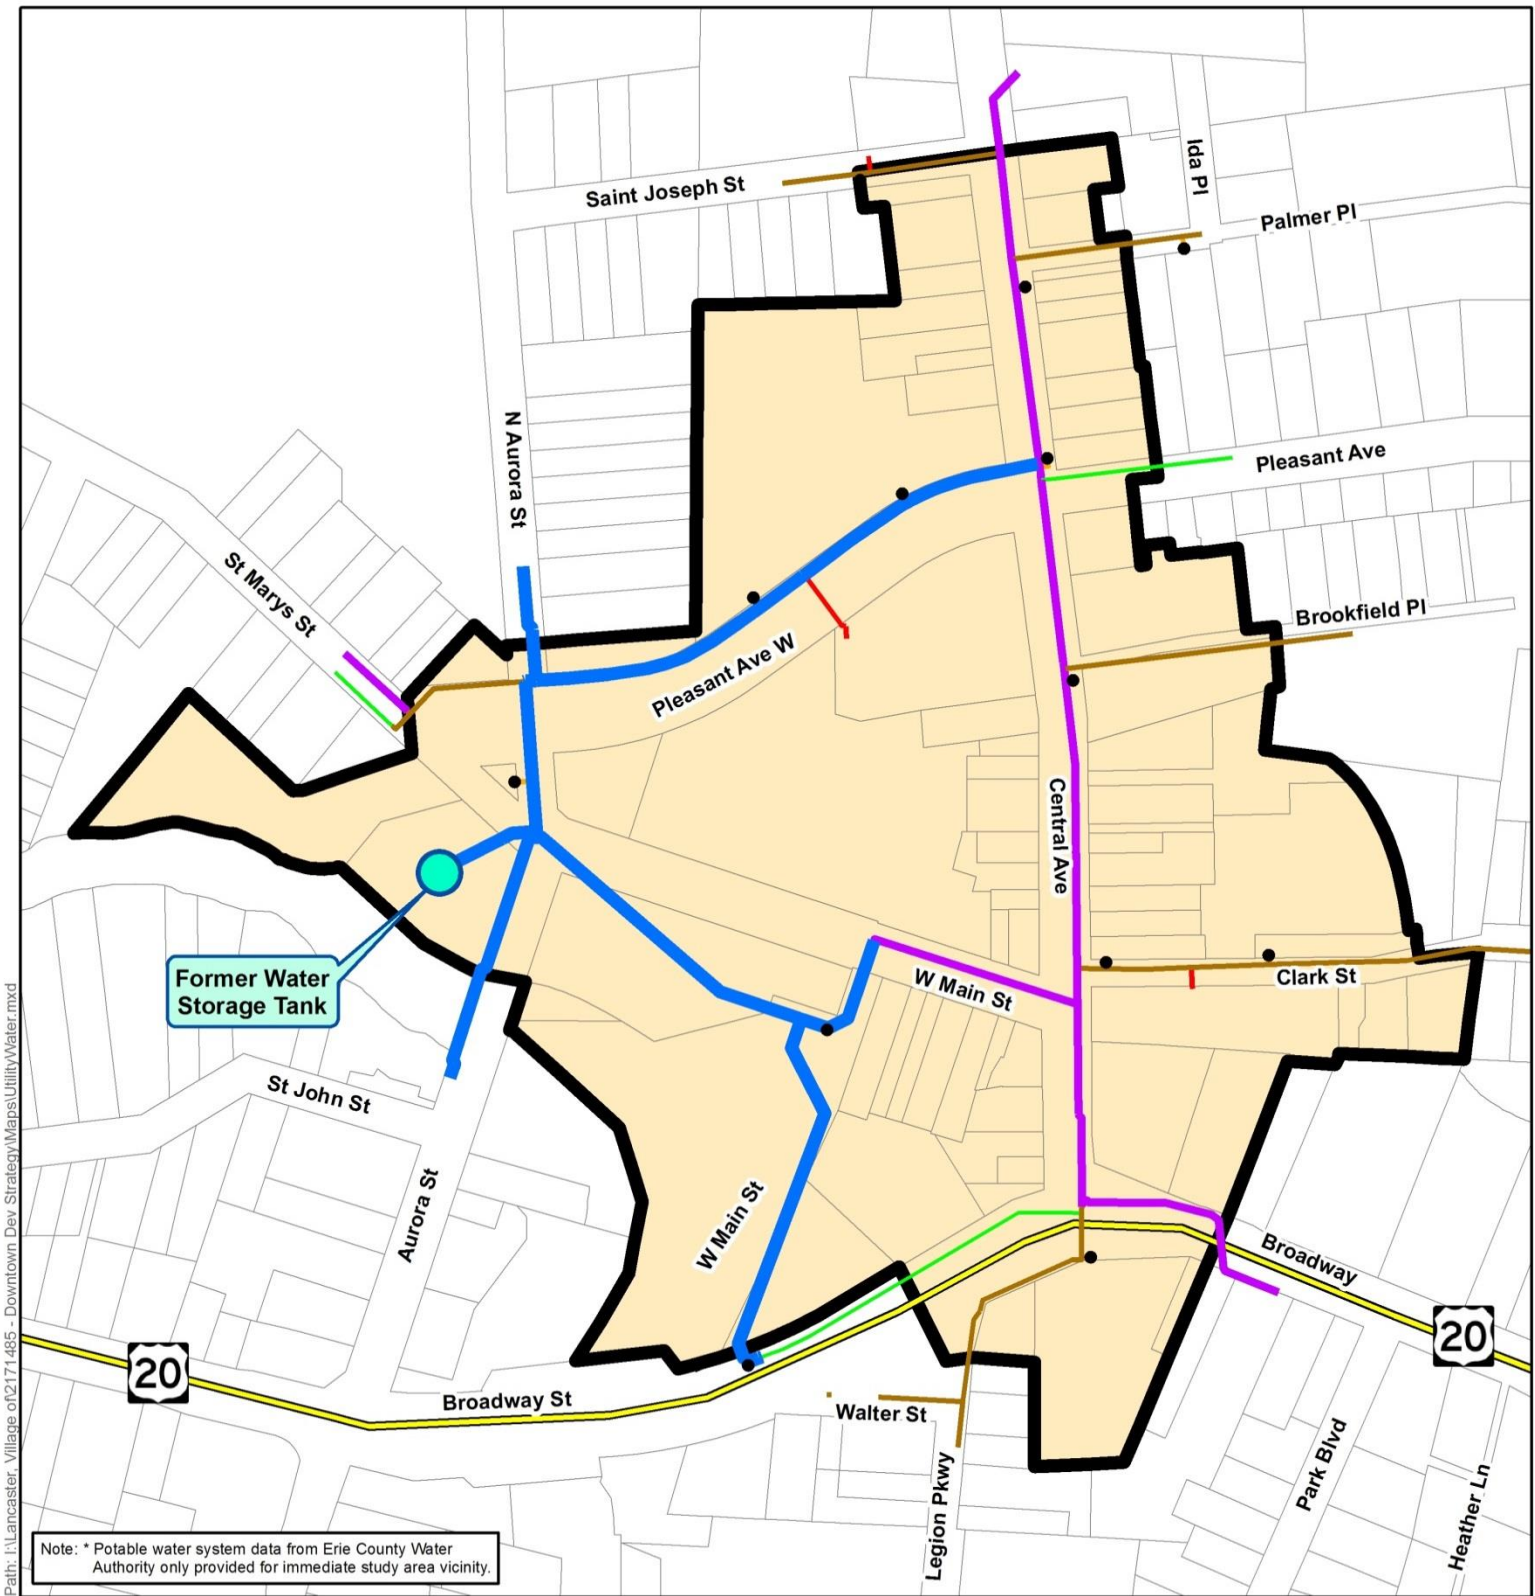 Saint Joseph St
Ida Pl
Palmer Pl
N Aurora St
Pleasant Ave
St Marys St
Brookfield Pl
Pleasant Ave W
Central Ave
Former Water
Storage Tank
W Main St
Clark St
St John St
Aurora St
W Main St
Broadway
20
20
Broadway St
Walter St
Legion Pkwy
Park Blvd
Heather Ln
Note: * Potable water system data from Erie County Water
Authority only provided for immediate study area vicinity.
Path: I:\Lancaster, Village of\2171485 - Downtown Dev Strategy\Maps\UtilityWater.mxd